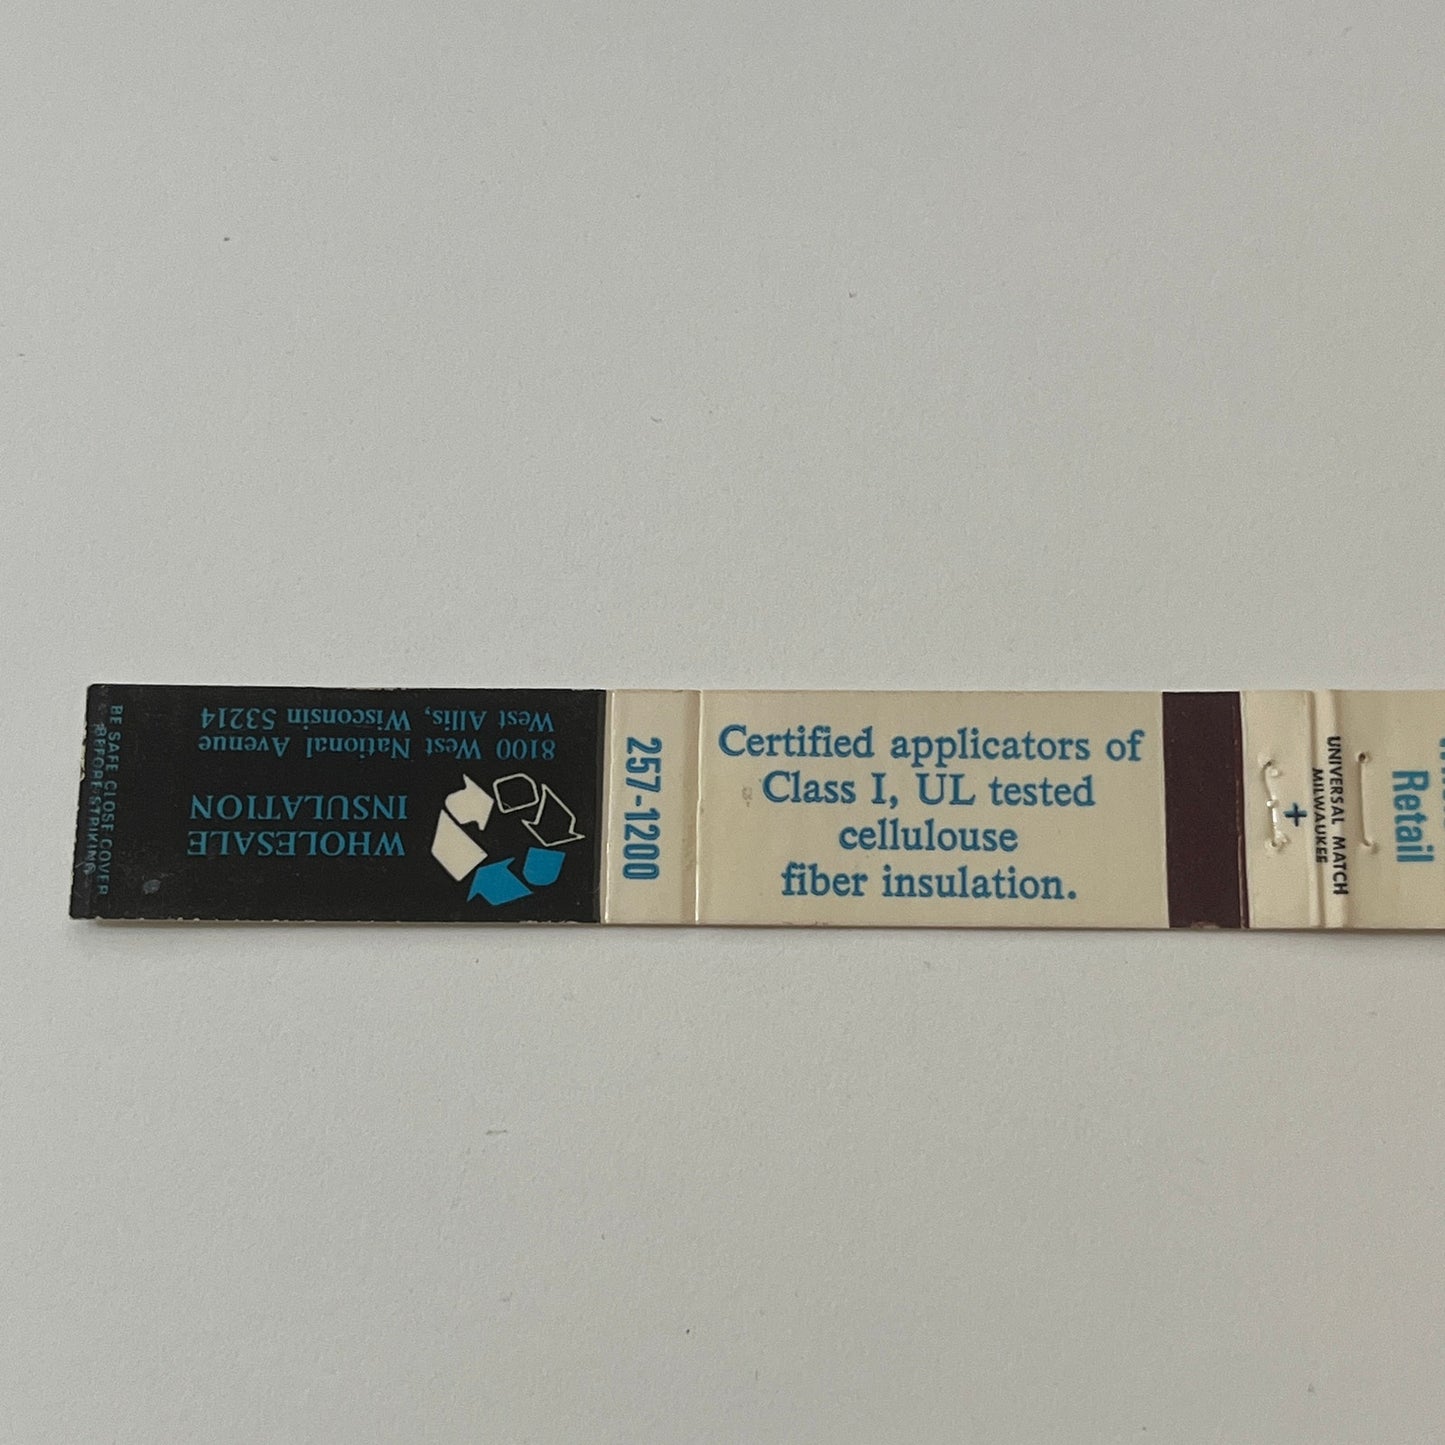 BE SAFE CLOSE COVER
BEFORE STRIKING
WHOLESALE
INSULATION
8100 West National Avenue
West Allis, Wisconsin 53214
257-1200
Certified applicators of
Class I, UL tested
cellulouse
fiber insulation.
+
UNIVERSAL MATCH
MILWAUKEE
Retail